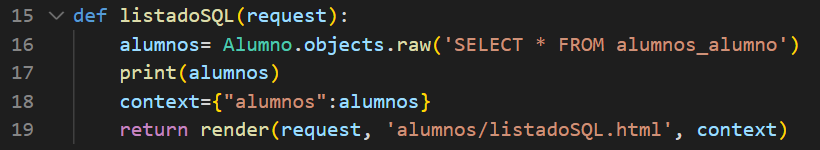 15 def listadoSQL(request):
16     alumnos= Alumno.objects.raw('SELECT * FROM alumnos_alumno')
17     print(alumnos)
18     context={"alumnos":alumnos}
19     return render(request, 'alumnos/listadoSQL.html', context)